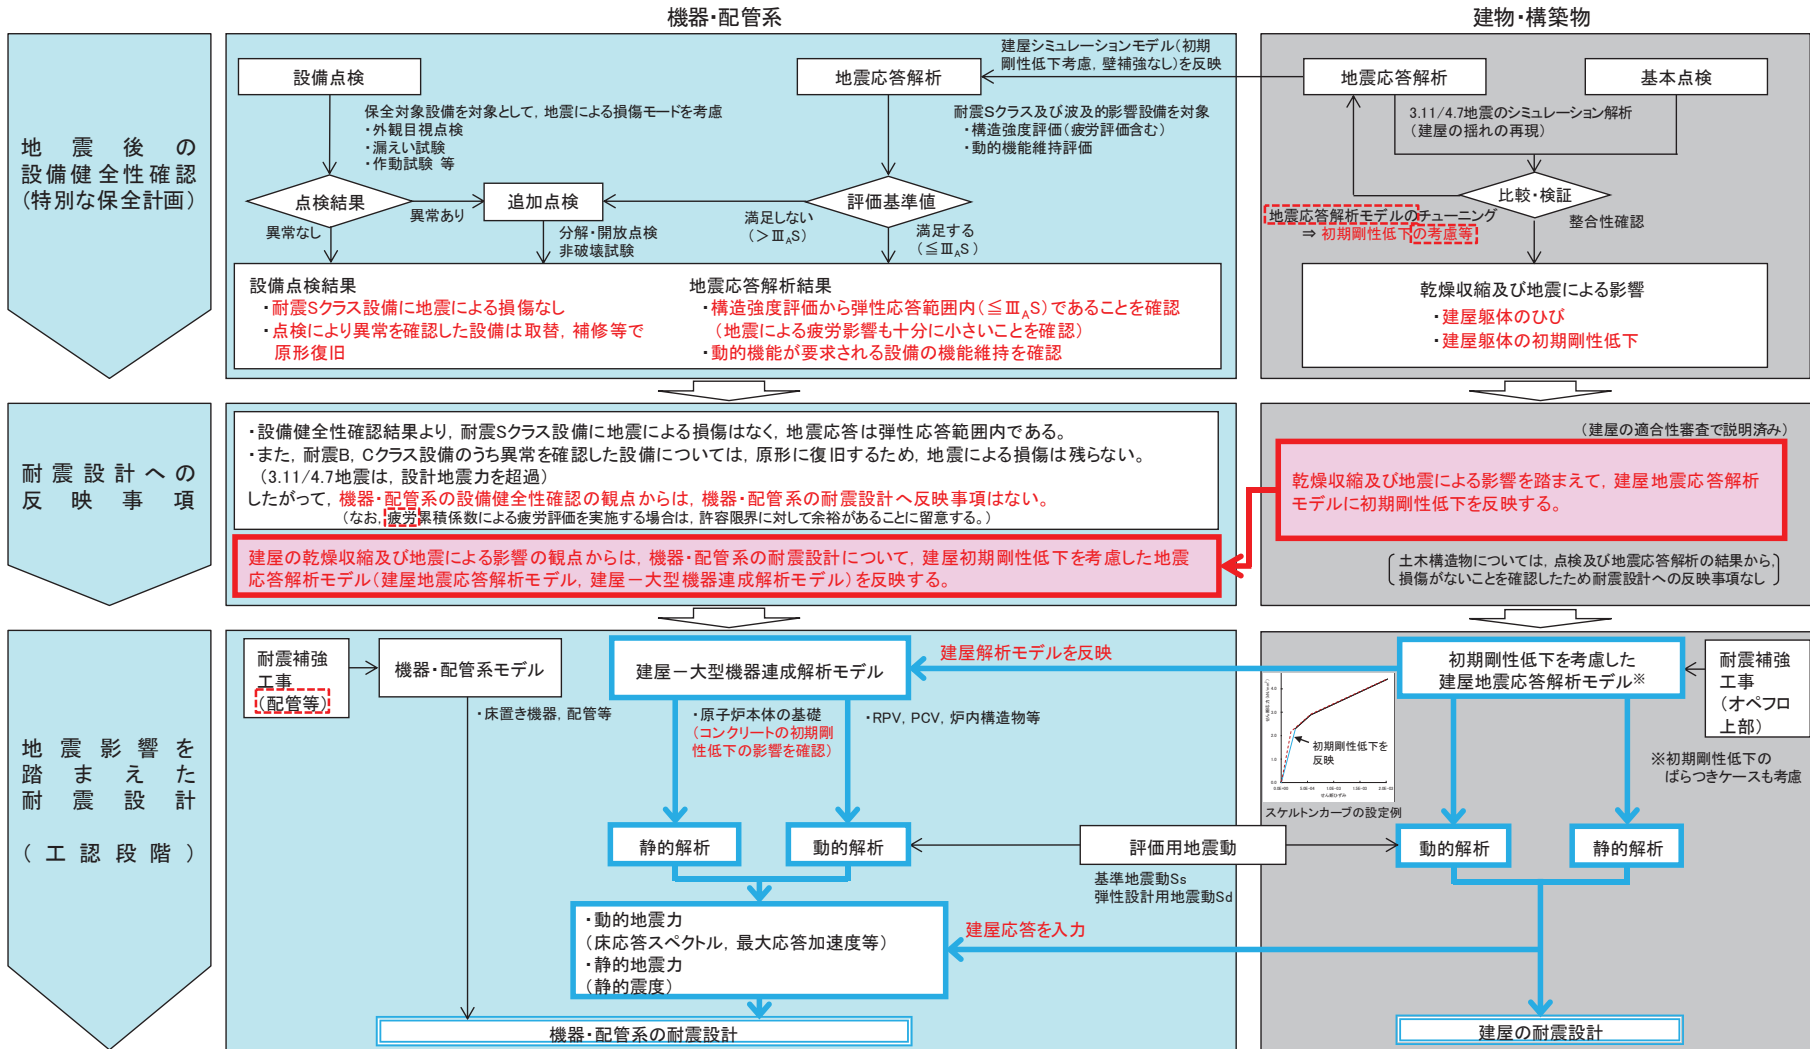 機器・配管系
建物・構築物
地震後の
設備健全性確認
(特別な保全計画)
設備点検
保全対象設備を対象として，地震による損傷モードを考慮
・外観目視点検
・漏えい試験
・作動試験 等
点検結果
異常あり
異常なし
追加点検
分解・開放点検
非破壊試験
地震応答解析
耐震Sクラス及び波及的影響設備を対象
・構造強度評価(疲労評価含む)
・動的機能維持評価
評価基準値
満足しない
(＞ⅢAS)
満足する
(≦ⅢAS)
建屋シミュレーションモデル(初期
剛性低下考慮，壁補強なし)を反映
地震応答解析
基本点検
3.11/4.7地震のシミュレーション解析
(建屋の揺れの再現)
比較・検証
地震応答解析モデルのチューニング
⇒ 初期剛性低下の考慮等
整合性確認
設備点検結果
・耐震Sクラス設備に地震による損傷なし
・点検により異常を確認した設備は取替，補修等で
原形復旧
地震応答解析結果
・構造強度評価から弾性応答範囲内(≦ⅢAS)であることを確認
(地震による疲労影響も十分に小さいことを確認)
・動的機能が要求される設備の機能維持を確認
乾燥収縮及び地震による影響
・建屋躯体のひび
・建屋躯体の初期剛性低下
耐震設計への
反映事項
・設備健全性確認結果より，耐震Sクラス設備に地震による損傷はなく，地震応答は弾性応答範囲内である。
・また，耐震B，Cクラス設備のうち異常を確認した設備については，原形に復旧するため，地震による損傷は残らない。
(3.11/4.7地震は，設計地震力を超過)
したがって，機器・配管系の設備健全性確認の観点からは，機器・配管系の耐震設計へ反映事項はない。
(なお，疲労累積係数による疲労評価を実施する場合は，許容限界に対して余裕があることに留意する。)
建屋の乾燥収縮及び地震による影響の観点からは，機器・配管系の耐震設計について，建屋初期剛性低下を考慮した地震
応答解析モデル(建屋地震応答解析モデル，建屋－大型機器連成解析モデル)を反映する。
(建屋の適合性審査で説明済み)
乾燥収縮及び地震による影響を踏まえて，建屋地震応答解析
モデルに初期剛性低下を反映する。
土木構造物については，点検及び地震応答解析の結果から，
損傷がないことを確認したため耐震設計への反映事項なし
地震影響を
踏まえた
耐震設計
(工認段階)
耐震補強
工事
(配管等)
機器・配管系モデル
・床置き機器，配管等
建屋－大型機器連成解析モデル
・原子炉本体の基礎
(コンクリートの初期剛
性低下の影響を確認)
・RPV，PCV，炉内構造物等
建屋解析モデルを反映
初期剛性低下を考慮した
建屋地震応答解析モデル※
耐震補強
工事
(オペフロ
上部)
※初期剛性低下の
ばらつきケースも考慮
初期剛性低下を
反映
スケルトンカーブの設定例
静的解析
動的解析
評価用地震動
基準地震動Ss
弾性設計用地震動Sd
動的解析
静的解析
・動的地震力
(床応答スペクトル，最大応答加速度等)
・静的地震力
(静的震度)
建屋応答を入力
機器・配管系の耐震設計
建屋の耐震設計